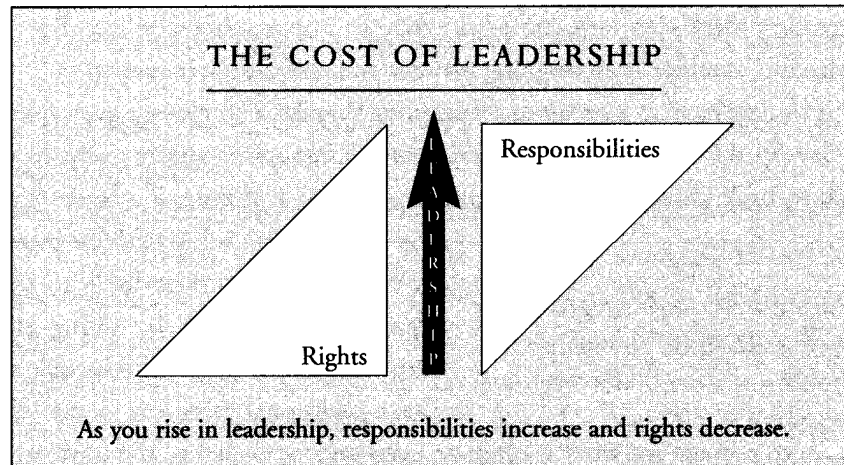 THE COST OF LEADERSHIP
LEADERSHIP
Responsibilities
Rights
As you rise in leadership, responsibilities increase and rights decrease.